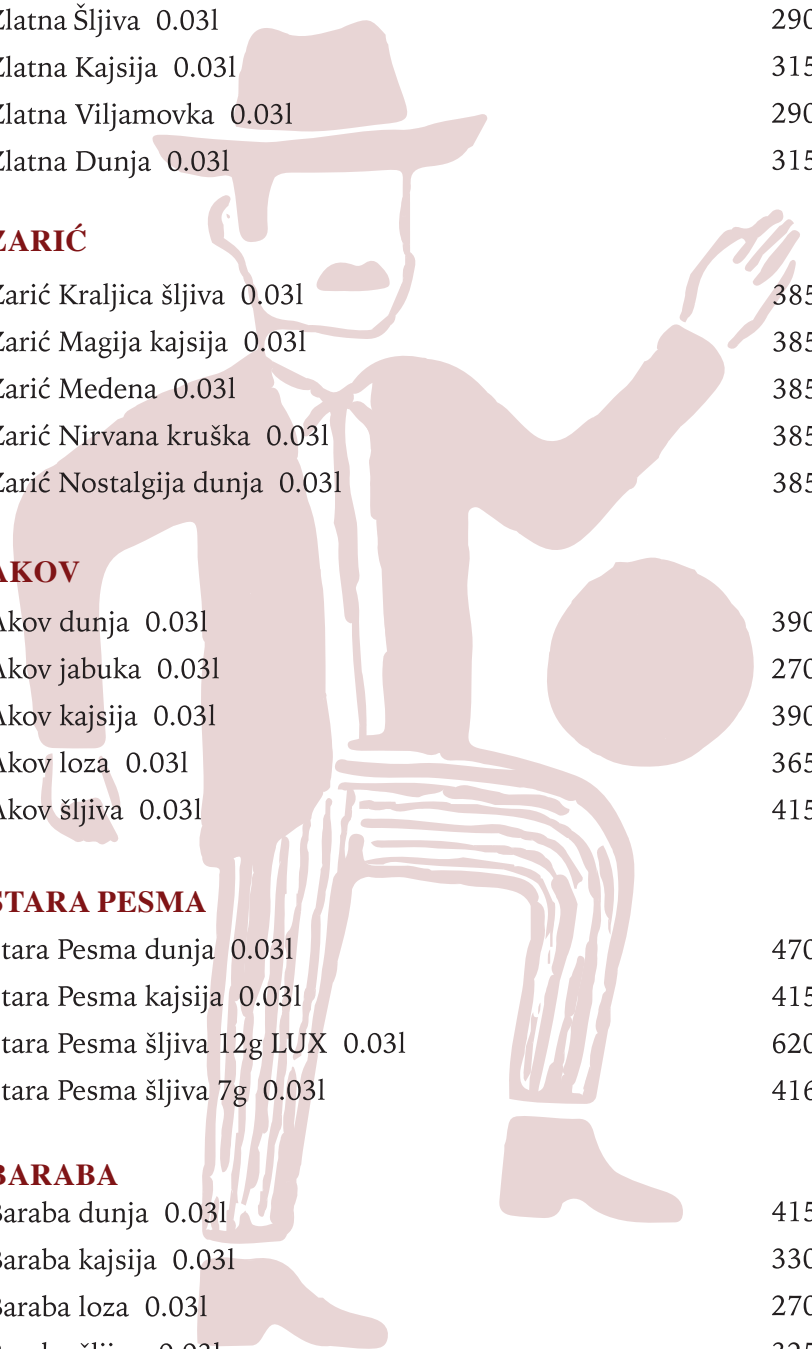 Zlatna Šljiva 0.03l 290
Zlatna Kajsija 0.03l 315
Zlatna Viljamovka 0.03l 290
Zlatna Dunja 0.03l 315
ZARIĆ
Zarić Kraljica šljiva 0.03l 385
Zarić Magija kajsija 0.03l 385
Zarić Medena 0.03l 385
Zarić Nirvana kruška 0.03l 385
Zarić Nostalgija dunja 0.03l 385
AKOV
Akov dunja 0.03l 390
Akov jabuka 0.03l 270
Akov kajsija 0.03l 390
Akov loza 0.03l 365
Akov šljiva 0.03l 415
STARA PESMA
tara Pesma dunja 0.03l 470
tara Pesma kajsija 0.03l 415
tara Pesma šljiva 12g LUX 0.03l 620
tara Pesma šljiva 7g 0.03l 416
BARABA
Baraba dunja 0.03l 415
Baraba kajsija 0.03l 330
Baraba loza 0.03l 270